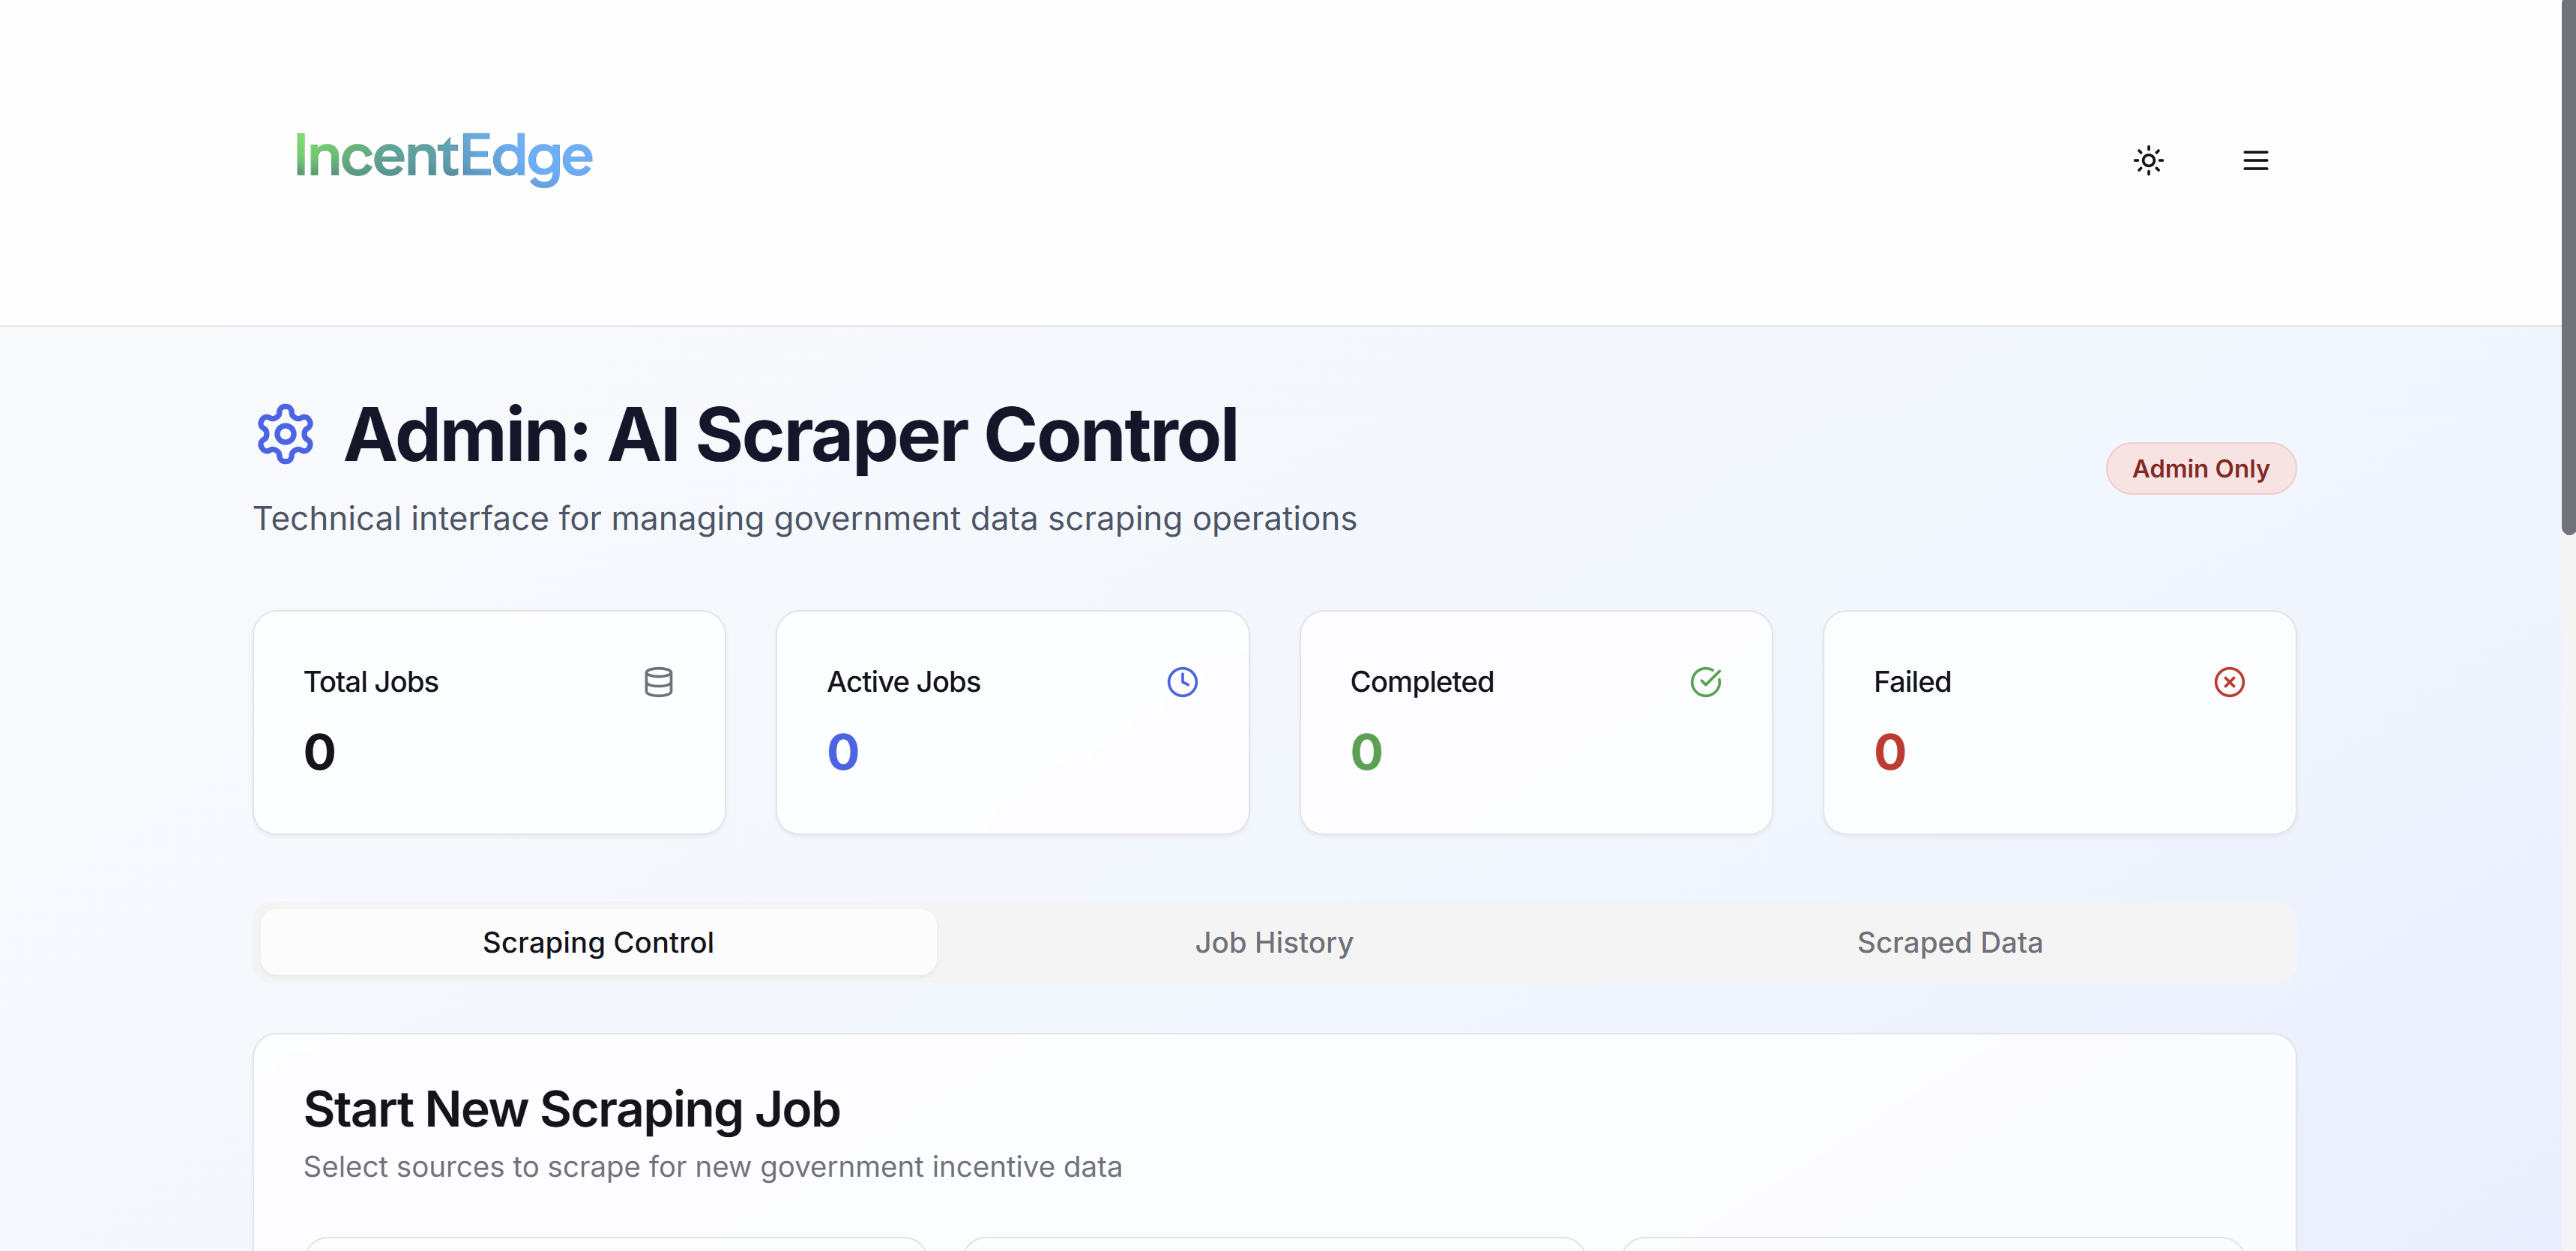 IncentEdge
Admin: AI Scraper Control
Technical interface for managing government data scraping operations
Admin Only
Total Jobs
0
Active Jobs
0
Completed
0
Failed
0
Scraping Control
Job History
Scraped Data
Start New Scraping Job
Select sources to scrape for new government incentive data